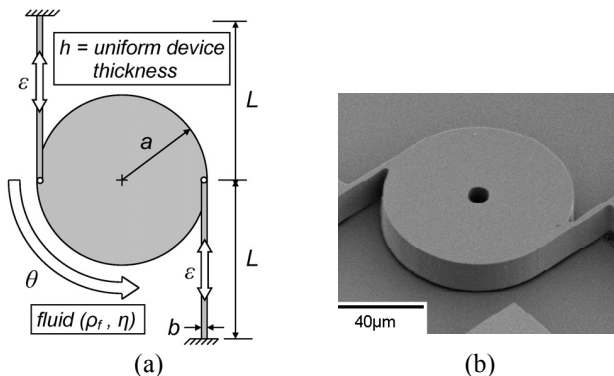 h = uniform device
thickness
ε
L
a
θ
ε
L
fluid (ρf , η)
b
(a)
40μm
(b)